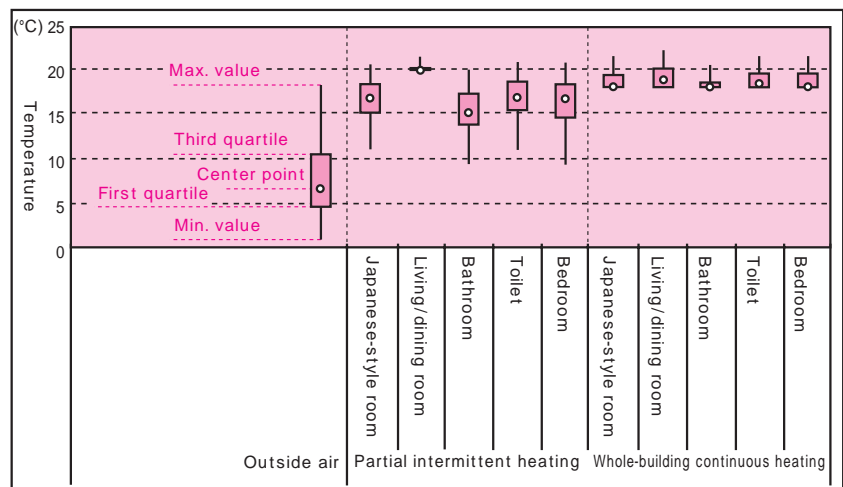 (°C)
25
20
15
10
5
0
Temperature
Max. value
Third quartile
Center point
First quartile
Min. value
Japanese-style room
Living/dining room
Bathroom
Toilet
Bedroom
Japanese-style room
Living/dining room
Bathroom
Toilet
Bedroom
Outside air
Partial intermittent heating
Whole-building continuous heating